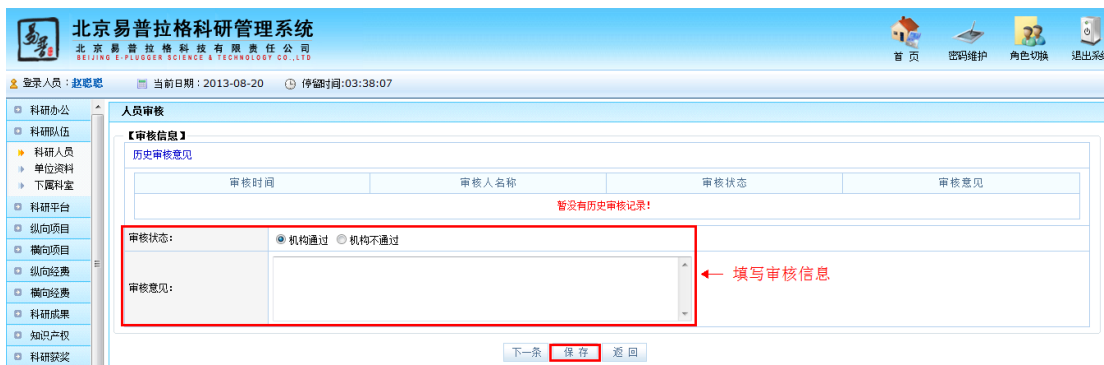 北京易普拉格科研管理系统
北京易普拉格科技有限责任公司
BEIJING E-PLUGGER SCIENCE & TECHNOLOGY CO.,LTD
首 页
密码维护
角色切换
退出系
登录人员:赵聪聪
当前日期:2013-08-20
停留时间:03:38:07
科研办公
科研队伍
科研人员
单位资料
下属科室
科研平台
纵向项目
横向项目
纵向经费
横向经费
科研成果
知识产权
科研获奖
人员审核
【审核信息】
历史审核意见
审核时间 审核人名称 审核状态 审核意见
暂没有历史审核记录!
审核状态: 机构通过 机构不通过
审核意见:
填写审核信息
下一条 保 存 返 回